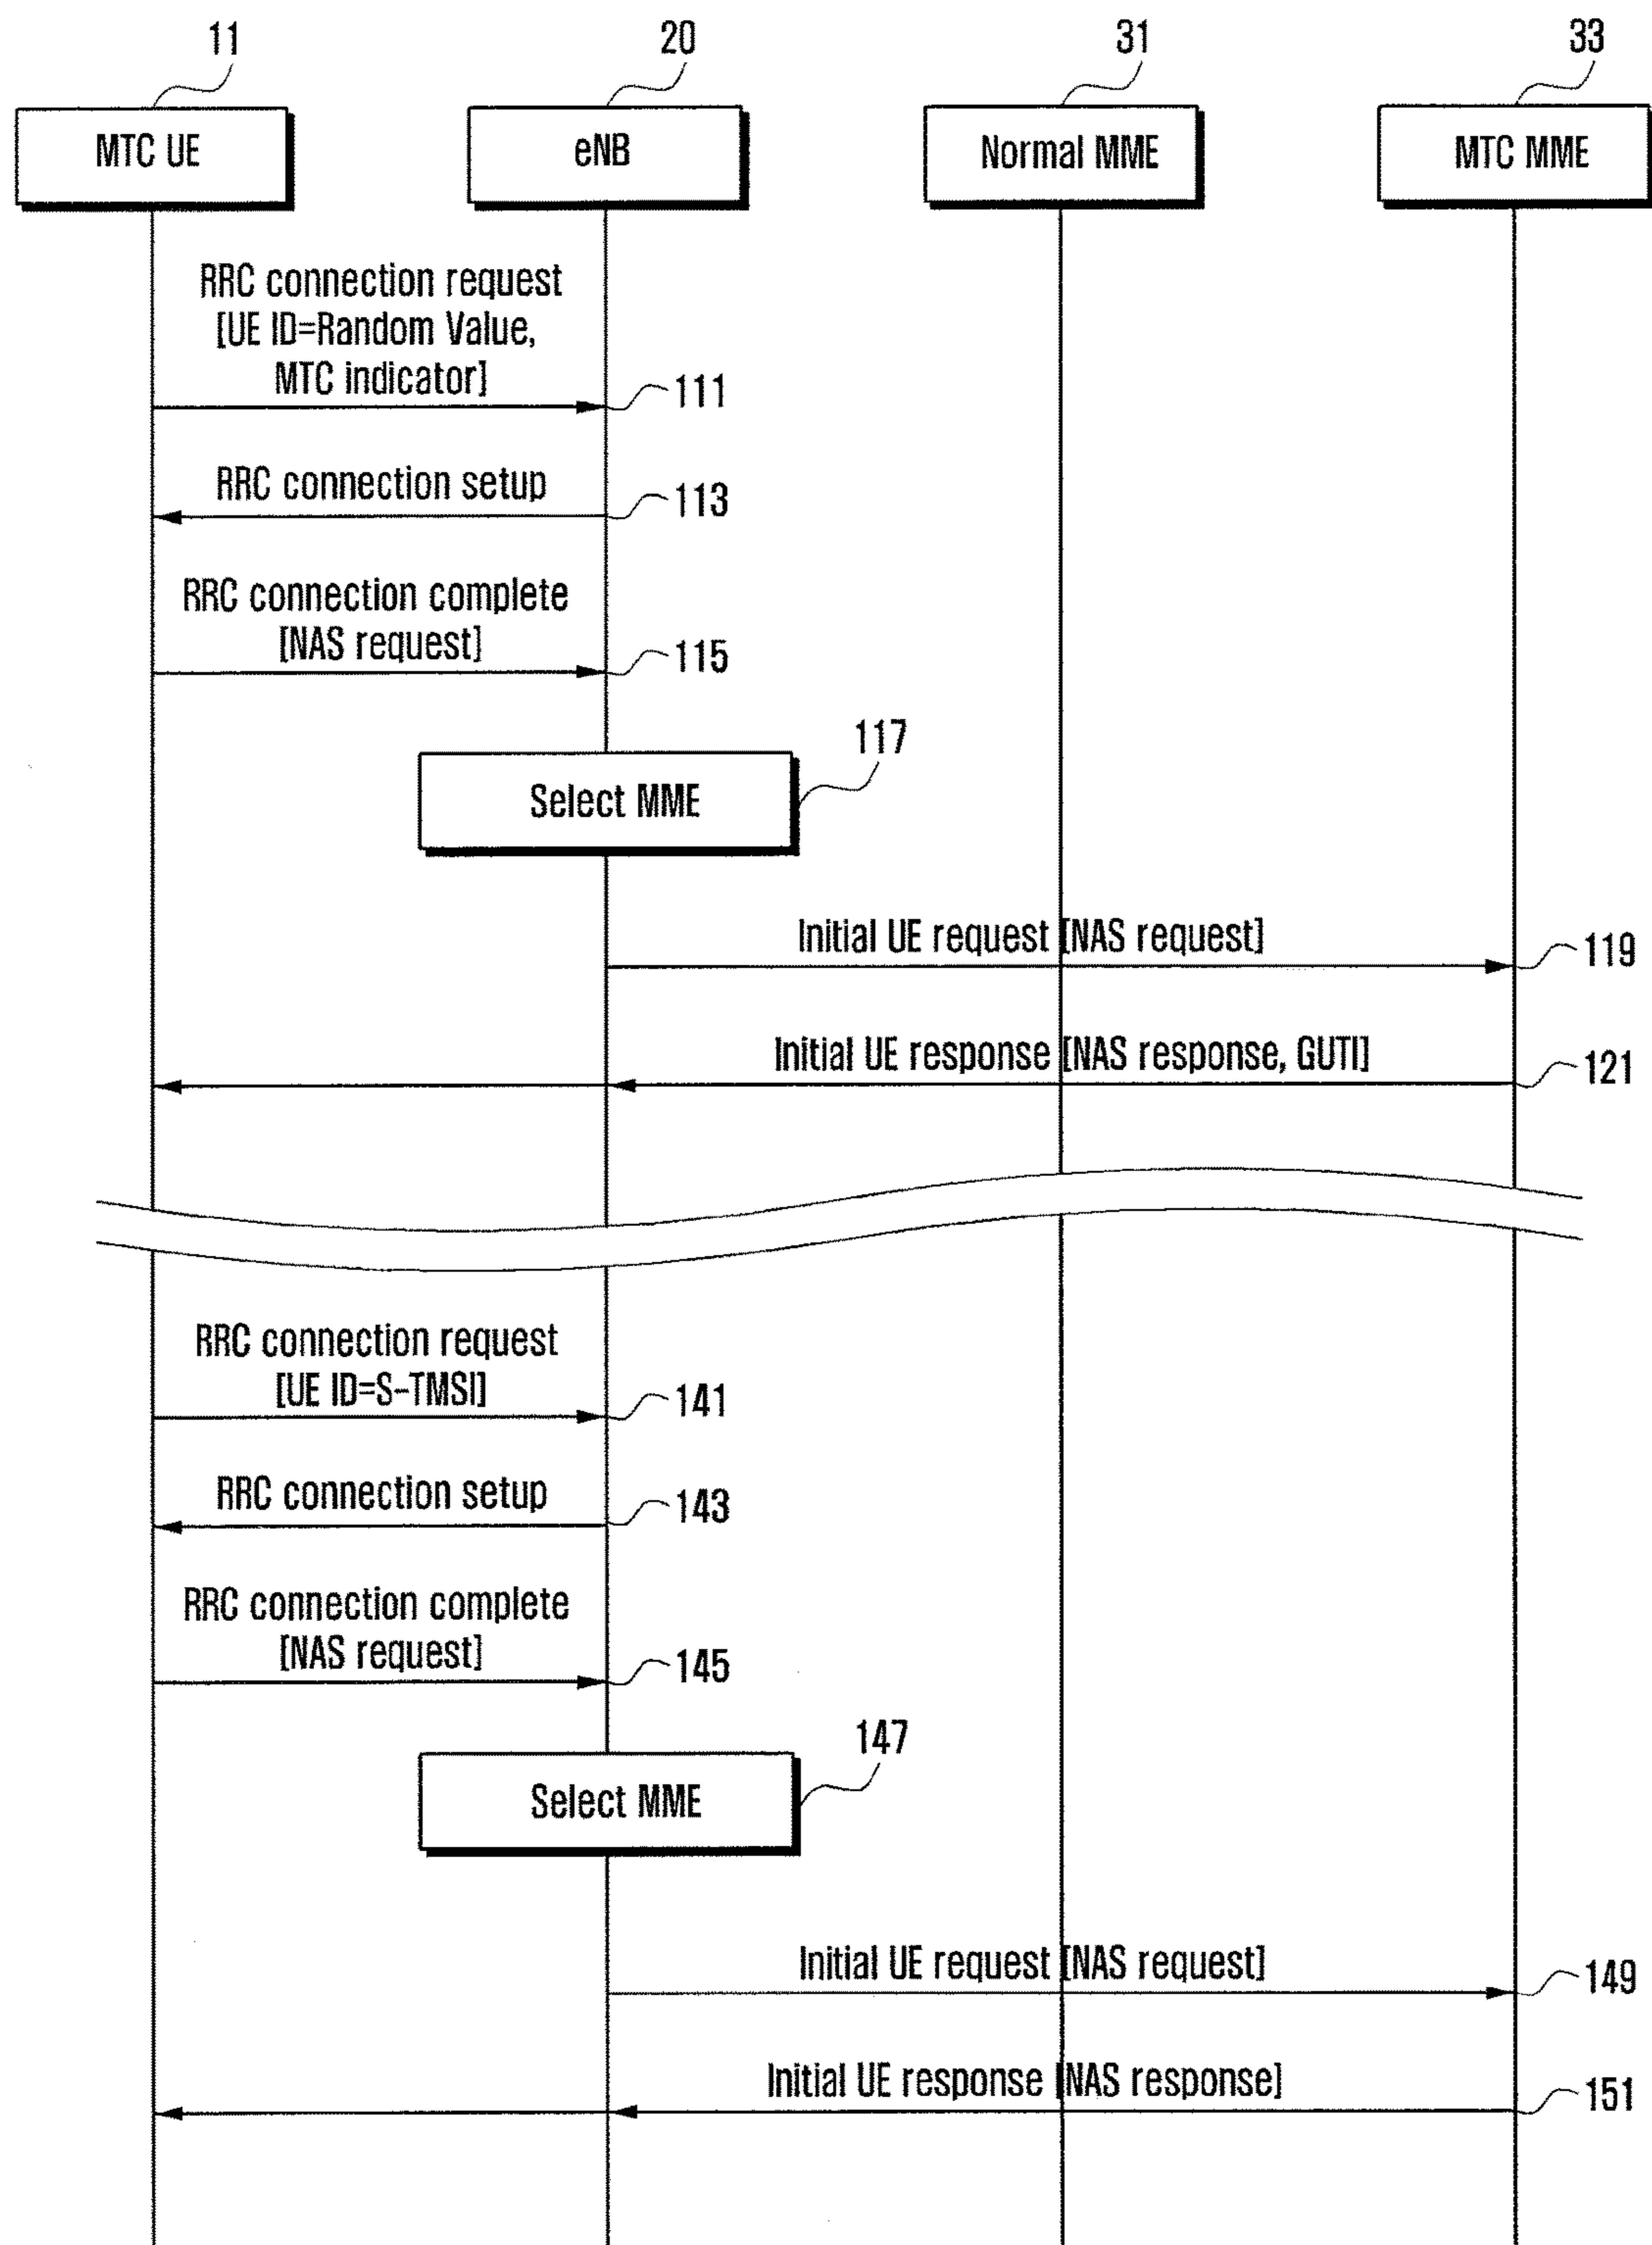 11
20
31
33
MTC UE
eNB
Normal MME
MTC MME
RRC connection request
[UE ID=Random Value,
MTC indicator]
111
RRC connection setup
113
RRC connection complete
[NAS request]
115
117
Select MME
Initial UE request [NAS request]
119
Initial UE response [NAS response, GUTI]
121
RRC connection request
[UE ID=S-TMSI]
141
RRC connection setup
143
RRC connection complete
[NAS request]
145
147
Select MME
Initial UE request [NAS request]
149
Initial UE response [NAS response]
151